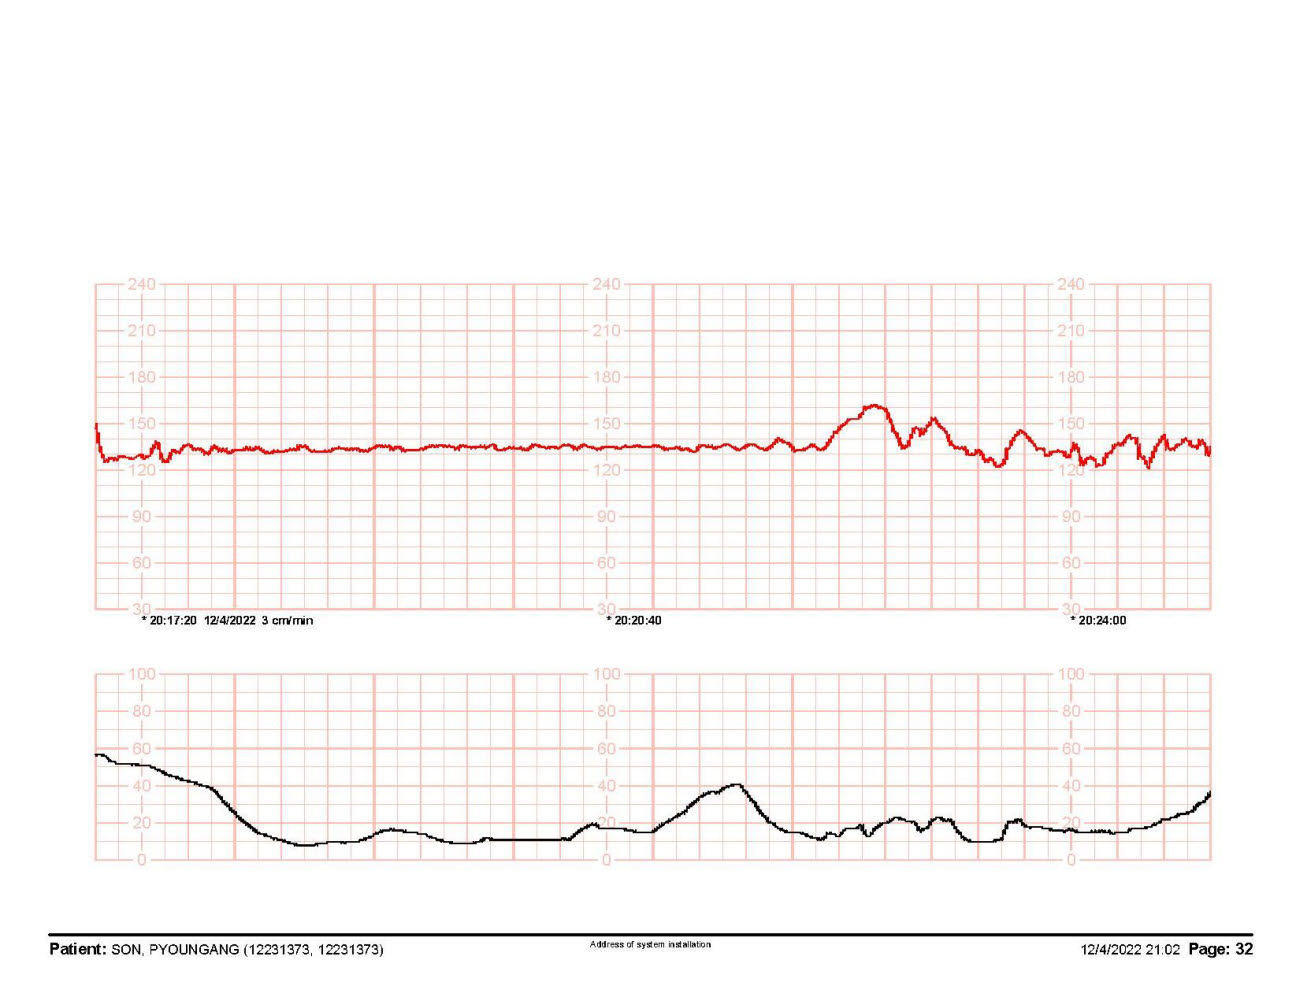 240 240 240
210 210 210
180 180 180
150 150 150
120 120 120
90 90 90
60 60 60
30 30 30
* 20:17:20 12/4/2022 3 cm/min * 20:20:40 * 20:24:00
100 100 100
80 80 80
60 60 60
40 40 40
20 20 20
0 0 0
Patient: SON, PYOUNGANG (12231373, 12231373) Address of system installation 12/4/2022 21:02 Page: 32